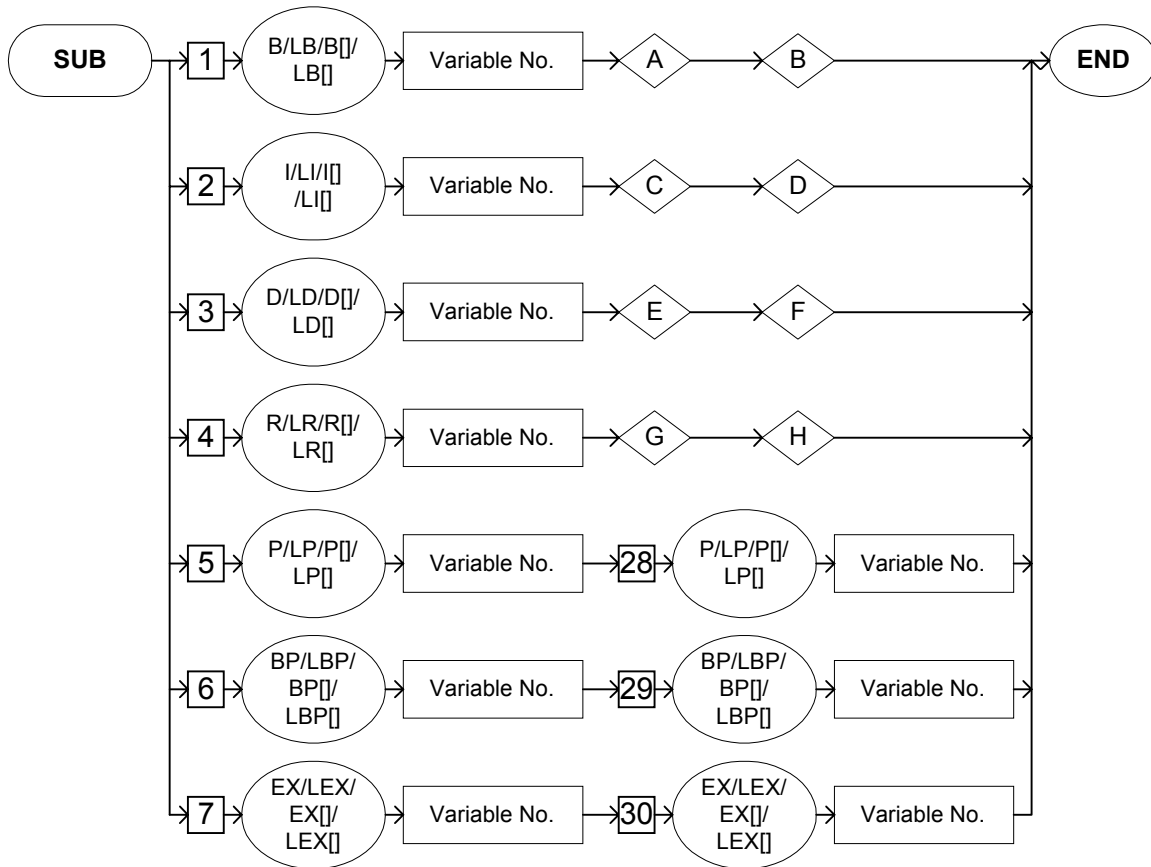 SUB
1
B/LB/B[]/
LB[]
Variable No.
A
B
END
2
I/LI/I[]
/LI[]
Variable No.
C
D
3
D/LD/D[]/
LD[]
Variable No.
E
F
4
R/LR/R[]/
LR[]
Variable No.
G
H
5
P/LP/P[]/
LP[]
Variable No.
28
P/LP/P[]/
LP[]
Variable No.
6
BP/LBP/
BP[]/
LBP[]
Variable No.
29
BP/LBP/
BP[]/
LBP[]
Variable No.
7
EX/LEX/
EX[]/
LEX[]
Variable No.
30
EX/LEX/
EX[]/
LEX[]
Variable No.